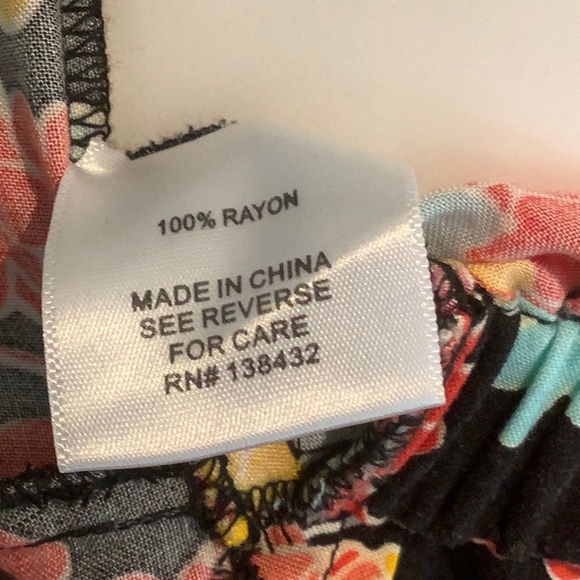 100% RAYON
MADE IN CHINA
SEE REVERSE
FOR CARE
RN# 138432